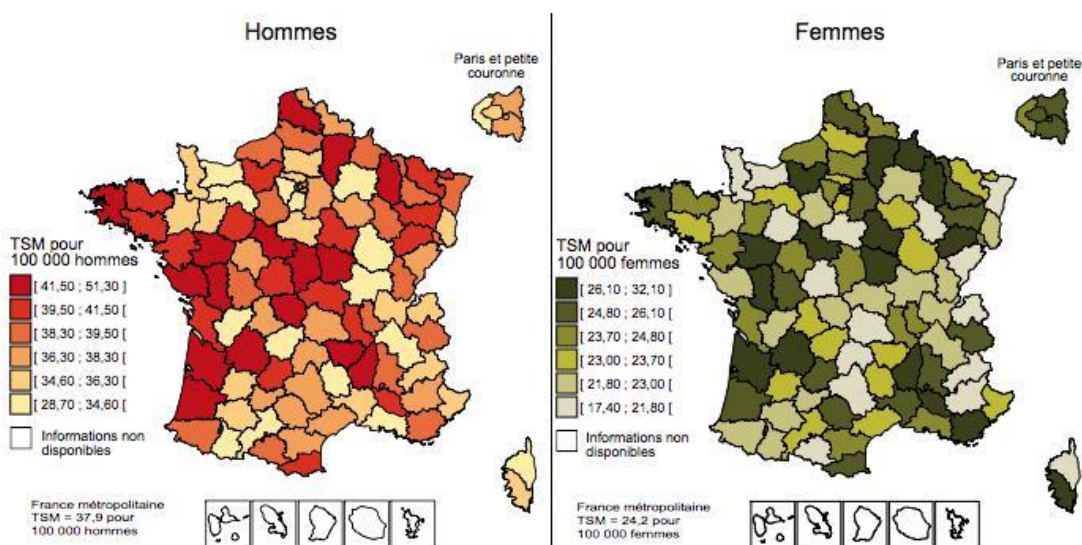 Hommes
Paris et petite
couronne
TSM pour
100 000 hommes
[ 41,50 ; 51,30 ]
[ 39,50 ; 41,50 [
[ 38,30 ; 39,50 [
[ 36,30 ; 38,30 [
[ 34,60 ; 36,30 [
[ 28,70 ; 34,60 [
Informations non
disponibles
France métropolitaine
TSM = 37,9 pour
100 000 hommes
Femmes
Paris et petite
couronne
TSM pour
100 000 femmes
[ 26,10 ; 32,10 ]
[ 24,80 ; 26,10 [
[ 23,70 ; 24,80 [
[ 23,00 ; 23,70 [
[ 21,80 ; 23,00 [
[ 17,40 ; 21,80 [
Informations non
disponibles
France métropolitaine
TSM = 24,2 pour
100 000 femmes